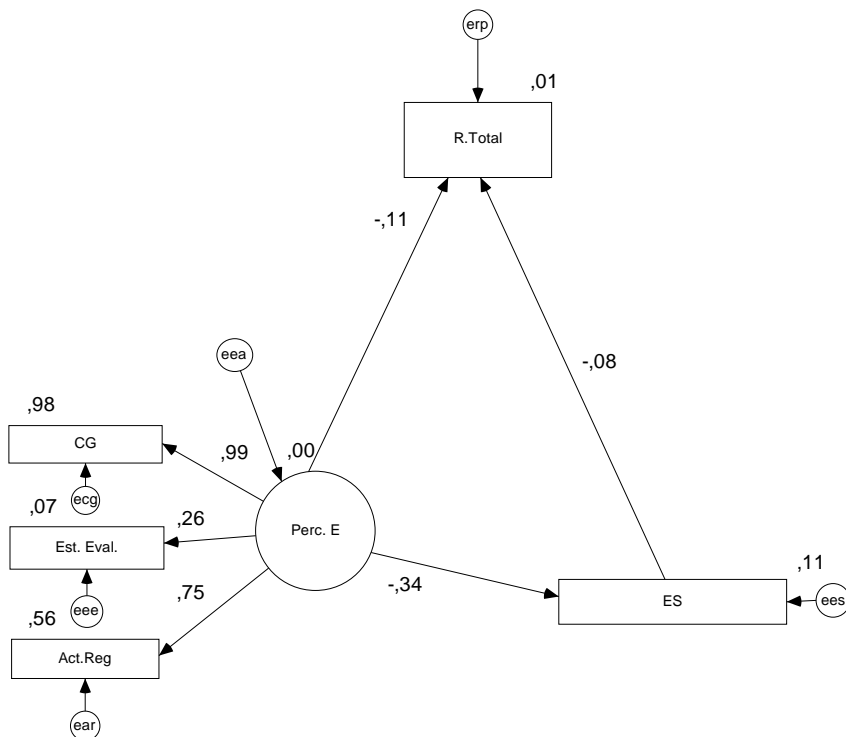 erp
,01
R.Total
-,11
eea
-,08
,98
CG
,99
,00
ecg
,07
,26
Est. Eval.
Perc. E
eee
,75
-,34
,11
,56
ES
ees
Act.Reg
ear